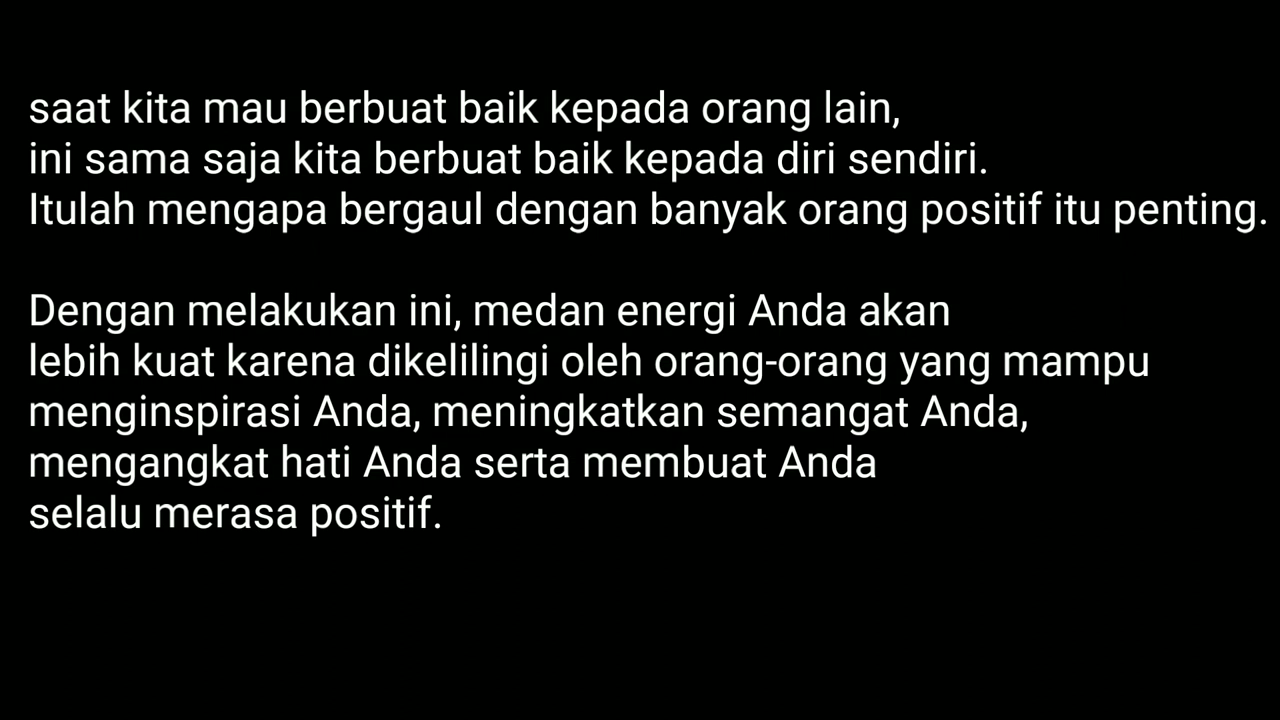 saat kita mau berbuat baik kepada orang lain,
ini sama saja kita berbuat baik kepada diri sendiri.
Itulah mengapa bergaul dengan banyak orang positif itu penting.
Dengan melakukan ini, medan energi Anda akan
lebih kuat karena dikelilingi oleh orang-orang yang mampu
menginspirasi Anda, meningkatkan semangat Anda,
mengangkat hati Anda serta membuat Anda
selalu merasa positif.